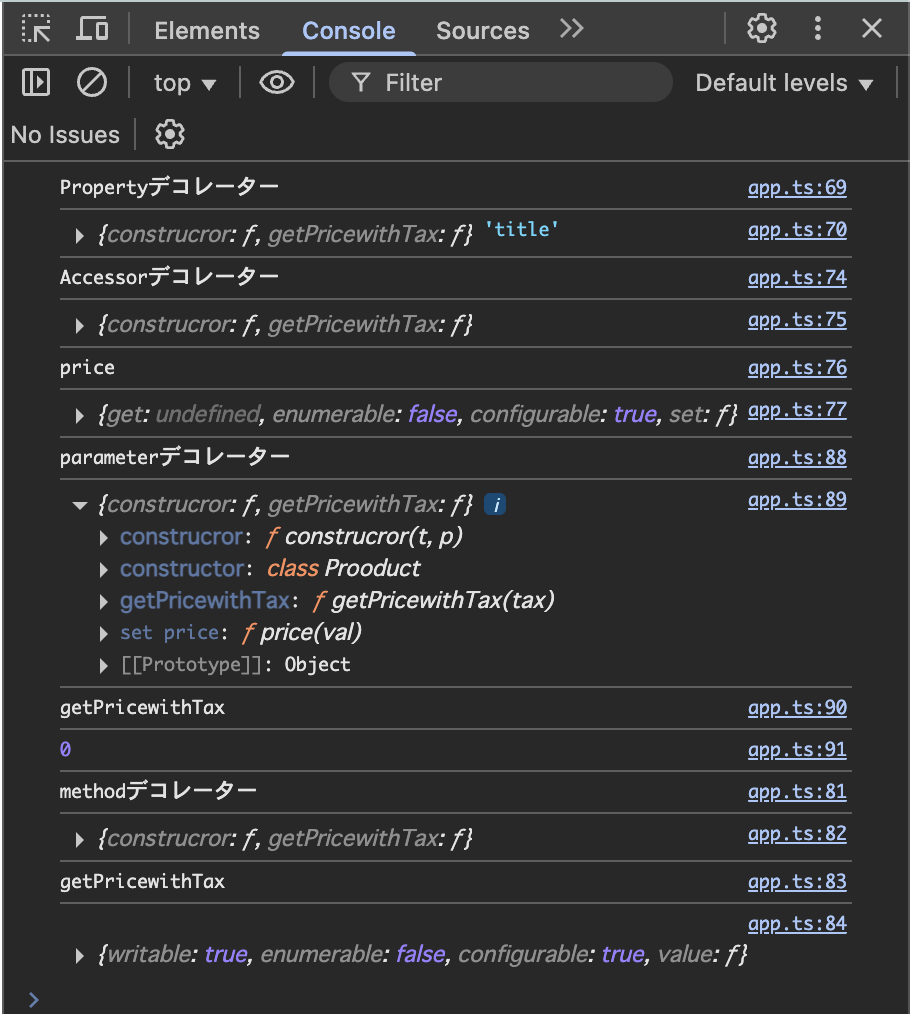 Elements Console Sources
top Filter Default levels
No Issues
Propertyデコレーター app.ts:69
{construcror: ƒ, getPricewithTax: ƒ} 'title' app.ts:70
Accessorデコレーター app.ts:74
{construcror: ƒ, getPricewithTax: ƒ} app.ts:75
price app.ts:76
{get: undefined, enumerable: false, configurable: true, set: ƒ} app.ts:77
parameterデコレーター app.ts:88
{construcror: ƒ, getPricewithTax: ƒ} i app.ts:89
construcror: ƒ construcror(t, p)
constructor: class Prooduct
getPricewithTax: ƒ getPricewithTax(tax)
set price: ƒ price(val)
[[Prototype]]: Object
getPricewithTax app.ts:90
0 app.ts:91
methodデコレーター app.ts:81
{construcror: ƒ, getPricewithTax: ƒ} app.ts:82
getPricewithTax app.ts:83
app.ts:84
{writable: true, enumerable: false, configurable: true, value: ƒ}